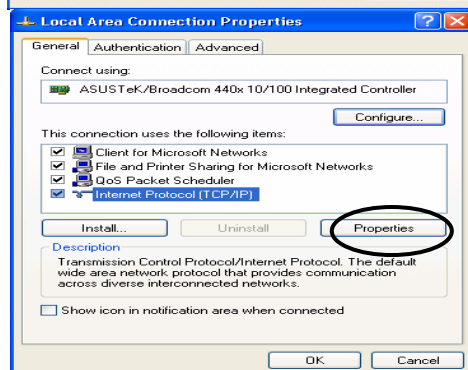 Local Area Connection Properties
General Authentication Advanced
Connect using:
ASUSTeK/Broadcom 440x 10/100 Integrated Controller
Configure...
This connection uses the following items:
Client for Microsoft Networks
File and Printer Sharing for Microsoft Networks
QoS Packet Scheduler
Internet Protocol (TCP/IP)
Install... Uninstall Properties
Description
Transmission Control Protocol/Internet Protocol. The default
wide area network protocol that provides communication
across diverse interconnected networks.
Show icon in notification area when connected
OK Cancel